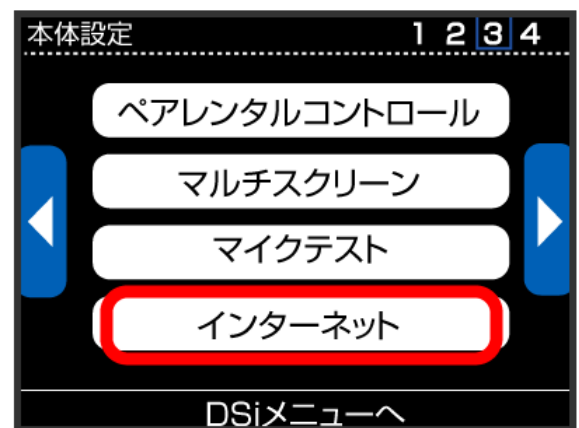 本体設定 1 2 3 4
ペアレンタルコントロール
マルチスクリーン
マイクテスト
インターネット
DSiメニューへ